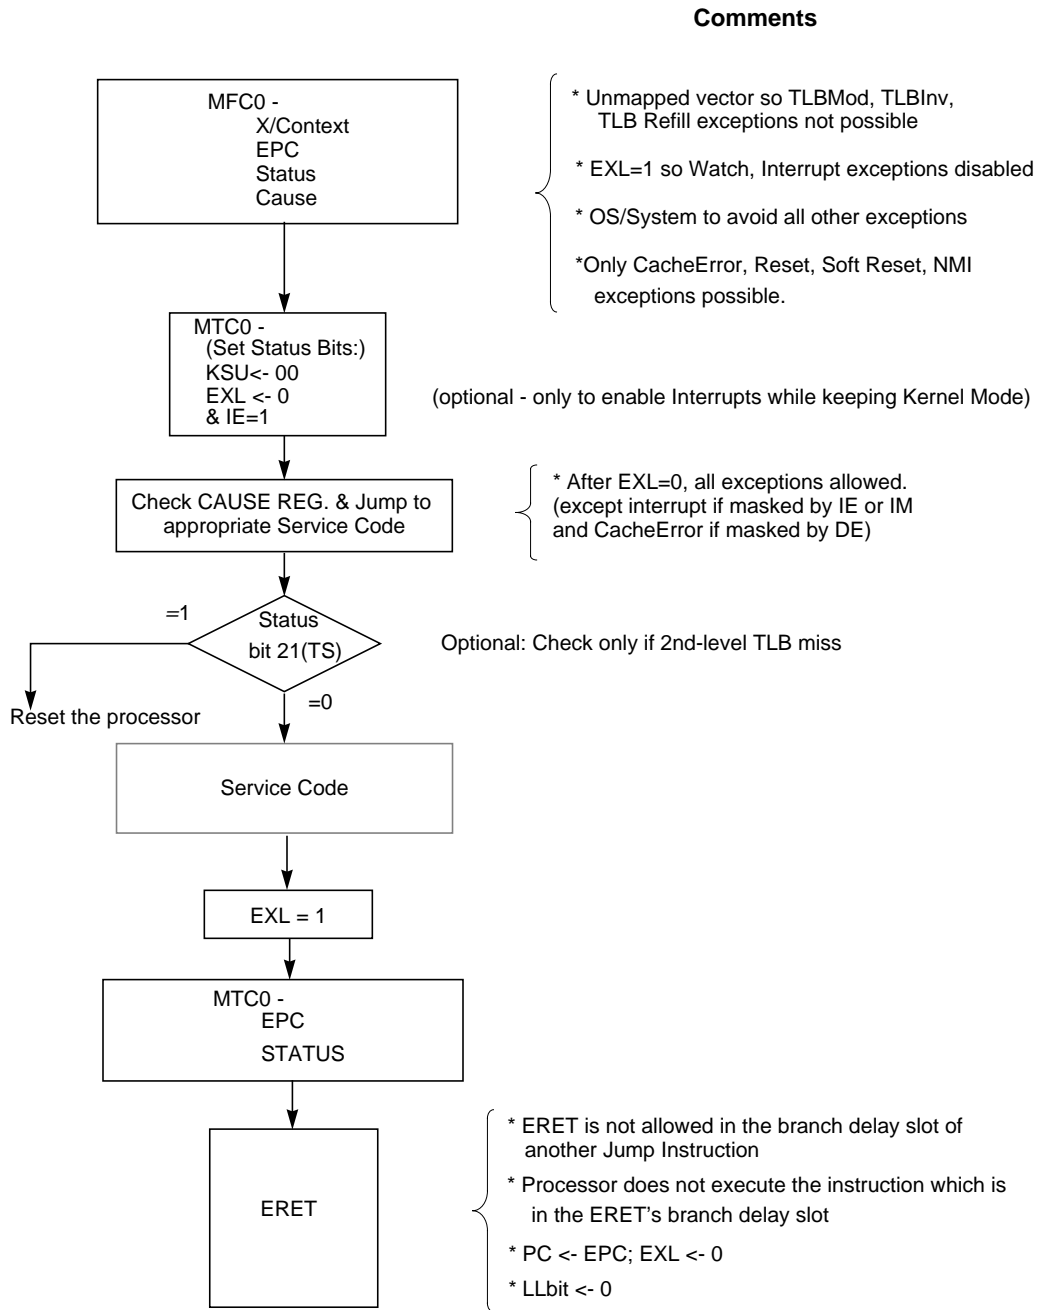 Comments
MFC0 -
X/Context
EPC
Status
Cause
* Unmapped vector so TLBMod, TLBInv,
TLB Refill exceptions not possible
* EXL=1 so Watch, Interrupt exceptions disabled
* OS/System to avoid all other exceptions
*Only CacheError, Reset, Soft Reset, NMI
exceptions possible.
MTC0 -
(Set Status Bits:)
KSU<- 00
EXL <- 0
& IE=1
(optional - only to enable Interrupts while keeping Kernel Mode)
Check CAUSE REG. & Jump to
appropriate Service Code
* After EXL=0, all exceptions allowed.
(except interrupt if masked by IE or IM
and CacheError if masked by DE)
=1
Status
bit 21(TS)
Optional: Check only if 2nd-level TLB miss
=0
Reset the processor
Service Code
EXL = 1
MTC0 -
EPC
STATUS
ERET
* ERET is not allowed in the branch delay slot of
another Jump Instruction
* Processor does not execute the instruction which is
in the ERET's branch delay slot
* PC <- EPC; EXL <- 0
* LLbit <- 0